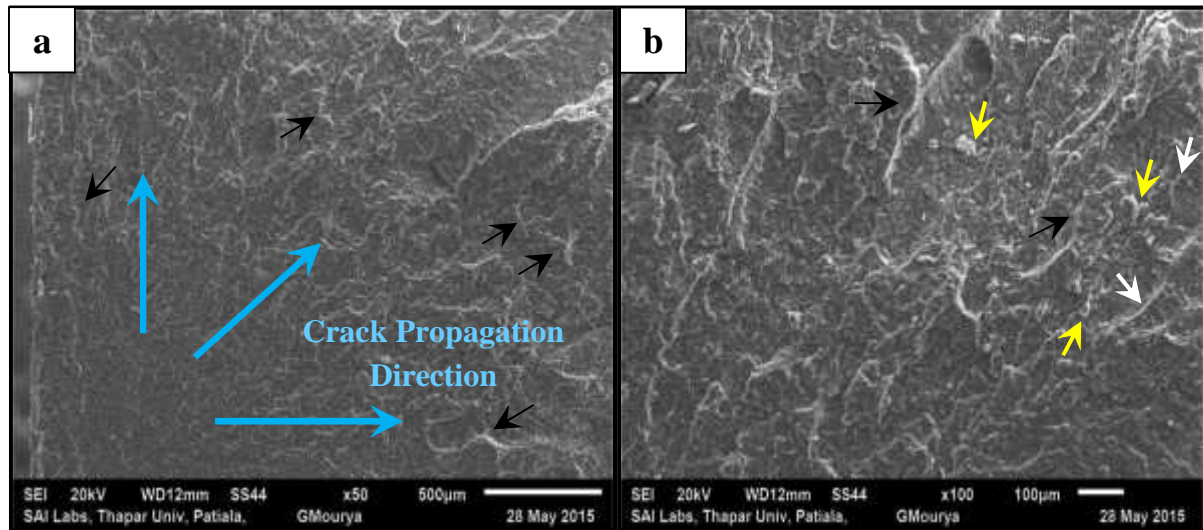 a
Crack Propagation
Direction
SEI 20kV WD12mm SS44 x50 500µm
SAI Labs, Thapar Univ, Patiala, GMourya 28 May 2015
b
SEI 20kV WD12mm SS44 x100 100µm
SAI Labs, Thapar Univ, Patiala, GMourya 28 May 2015